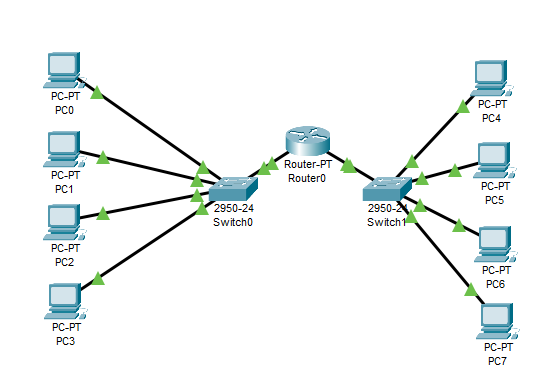 PC-PT
PC0
PC-PT
PC1
PC-PT
PC2
PC-PT
PC3
2950-24
Switch0
Router-PT
Router0
2950-24
Switch1
PC-PT
PC4
PC-PT
PC5
PC-PT
PC6
PC-PT
PC7